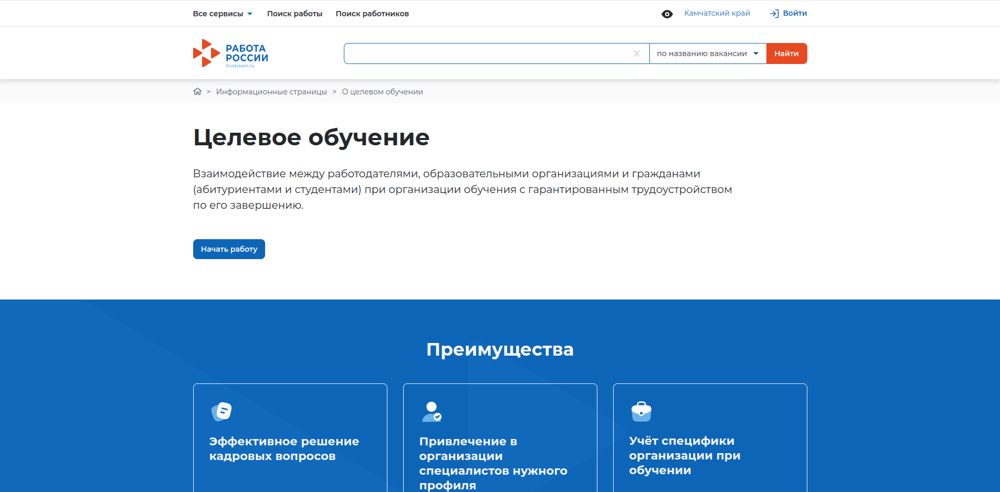 Все сервисы Поиск работы Поиск работников Камчатский край Войти
РАБОТА
РОССИИ
trudvsem.ru
по названию вакансии Найти
> Информационные страницы > О целевом обучении
Целевое обучение
Взаимодействие между работодателями, образовательными организациями и гражданами
(абитуриентами и студентами) при организации обучения с гарантированным трудоустройством
по его завершению.
Начать работу
Преимущества
Эффективное решение
кадровых вопросов
Привлечение в
организации
специалистов нужного
профиля
Учёт специфики
организации при
обучении